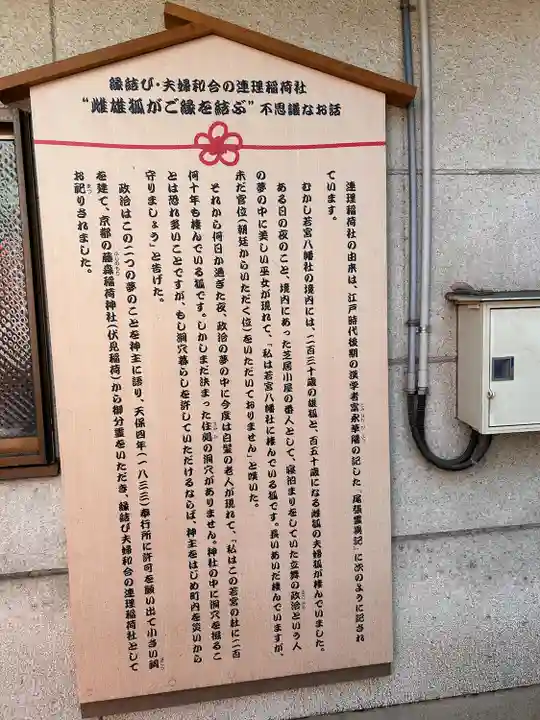 縁結び・夫婦和合の連理稲荷社
“雌雄狐がご縁を結ぶ”不思議なお話
連理稲荷社の由来は、江戸時代後期の漢学者富永華陽の記した『尾張霊異記』に次のように記され
ています。
むかし若宮八幡社の境内には、二百三十歳の雄狐と、百五十歳になる雌狐の夫婦狐が棲んでいました。
ある日の夜のこと、境内にあった芝居小屋の番人として、寝泊まりをしていた立舞の政治という人
の夢の中に美しい巫女が現れて、「私は若宮八幡社に棲んでいる狐です。長いあいだ棲んでいますが、
未だ官位(朝廷からいただく位)をいただいておりません」と嘆いた。
それから何日か過ぎた夜、政治の夢の中に今度は白髪の老人が現れて、「私はこの若宮の社に二百
何十年も棲んでいる狐です。しかしまだ決まった住処の洞穴がありません。神社の中に洞穴を掘るこ
とは恐れ多いことですが、もし洞穴暮らしを許していただけるならば、神主をはじめ町内を災いから
守りましょう」と告げた。
政治はこの二つの夢のことを神主に語り、天保四年(一八三三)奉行所に許可を願い出て小さい祠
を建て、京都の藤森稲荷神社(伏見稲荷)から御分霊をいただき、縁結び夫婦和合の連理稲荷社として
お祀りされました。